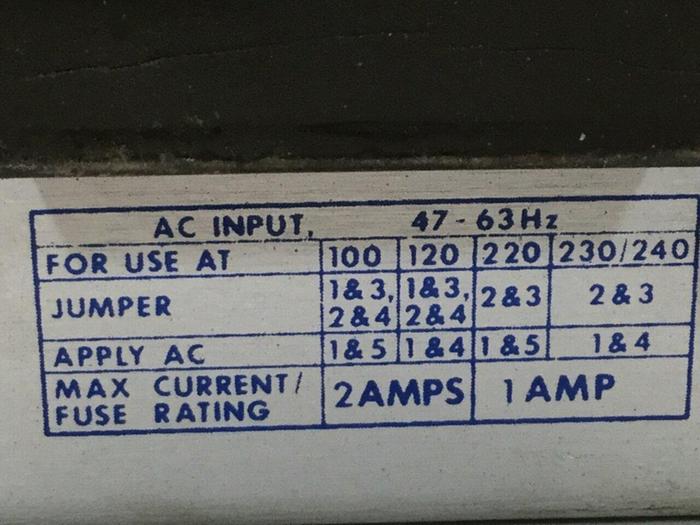 AC INPUT, 47-63Hz
FOR USE AT 100 120 220 230/240
JUMPER 1&3, 2&4 1&3, 2&4 2&3 2&3
APPLY AC 1&5 1&4 1&5 1&4
MAX CURRENT/
FUSE RATING 2AMPS 1AMP